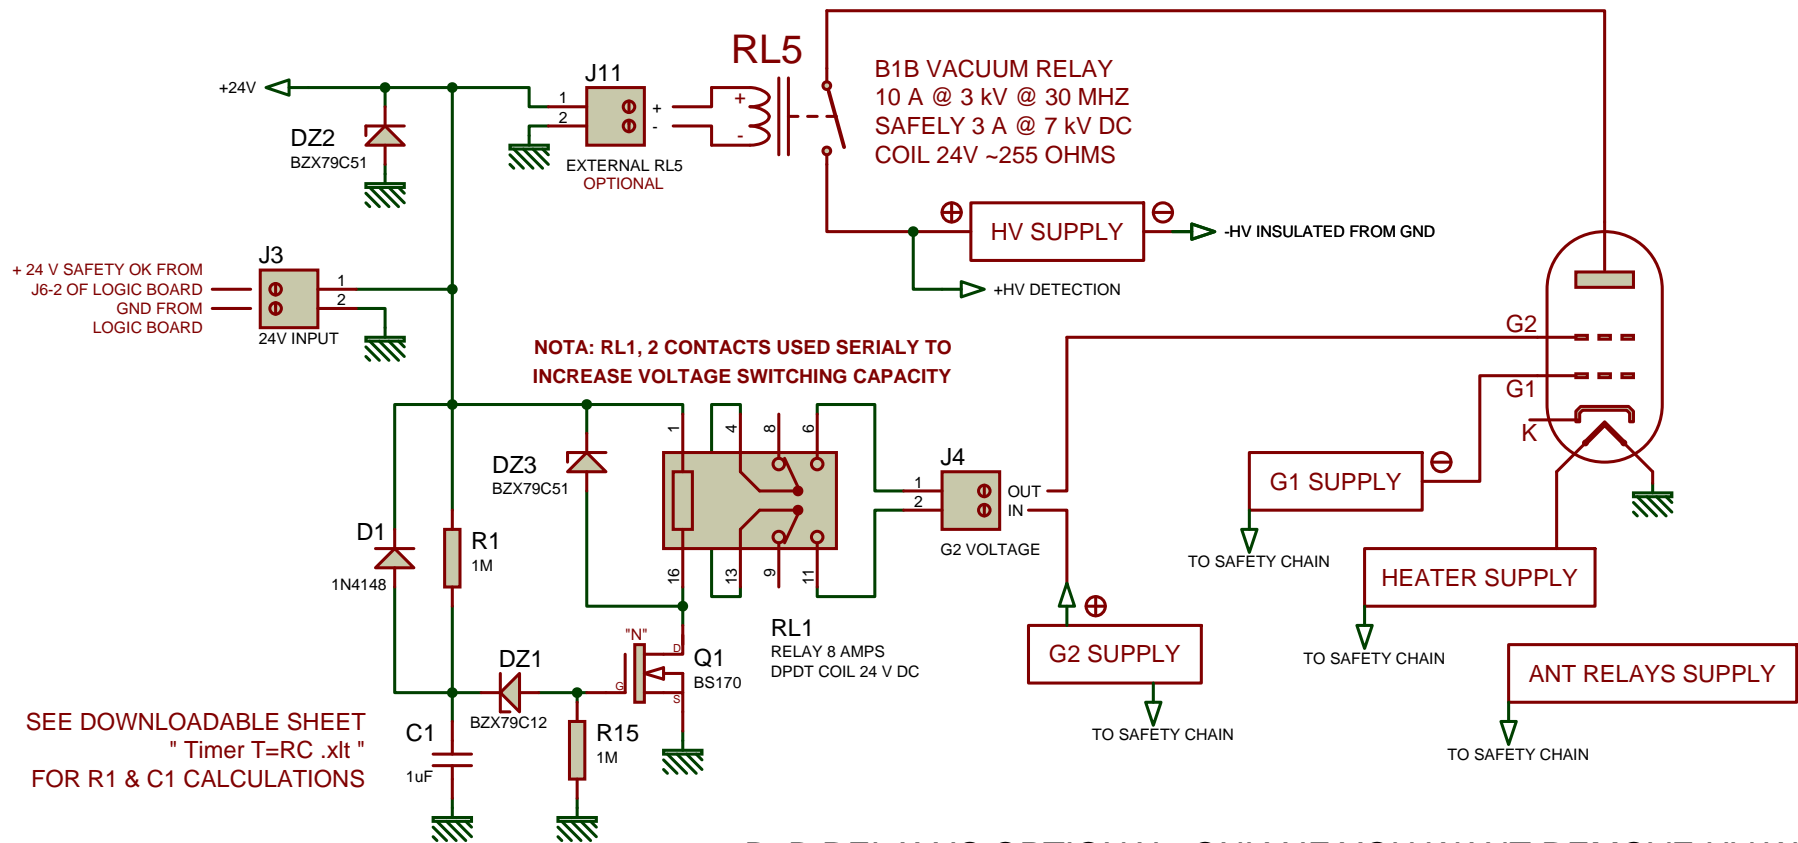 RL5
B1B VACUUM RELAY
10 A @ 3 kV @ 30 MHZ
SAFELY 3 A @ 7 kV DC
COIL 24V ~255 OHMS
+24V
J11
1
2
+
-
+
-
EXTERNAL RL5
OPTIONAL
DZ2
BZX79C51
HV SUPPLY
-HV INSULATED FROM GND
+HV DETECTION
J3
+ 24 V SAFETY OK FROM
J6-2 OF LOGIC BOARD
GND FROM
LOGIC BOARD
1
2
24V INPUT
NOTA: RL1, 2 CONTACTS USED SERIALY TO
INCREASE VOLTAGE SWITCHING CAPACITY
G2
G1
K
1
4
8
6
DZ3
BZX79C51
J4
1
2
OUT
IN
G2 VOLTAGE
G1 SUPPLY
TO SAFETY CHAIN
D1
1N4148
R1
1M
16
13
9
11
HEATER SUPPLY
TO SAFETY CHAIN
RL1
RELAY 8 AMPS
DPDT COIL 24 V DC
"N"
D
G
S
Q1
BS170
DZ1
BZX79C12
G2 SUPPLY
TO SAFETY CHAIN
ANT RELAYS SUPPLY
TO SAFETY CHAIN
SEE DOWNLOADABLE SHEET
" Timer T=RC .xlt "
FOR R1 & C1 CALCULATIONS
C1
1uF
R15
1M